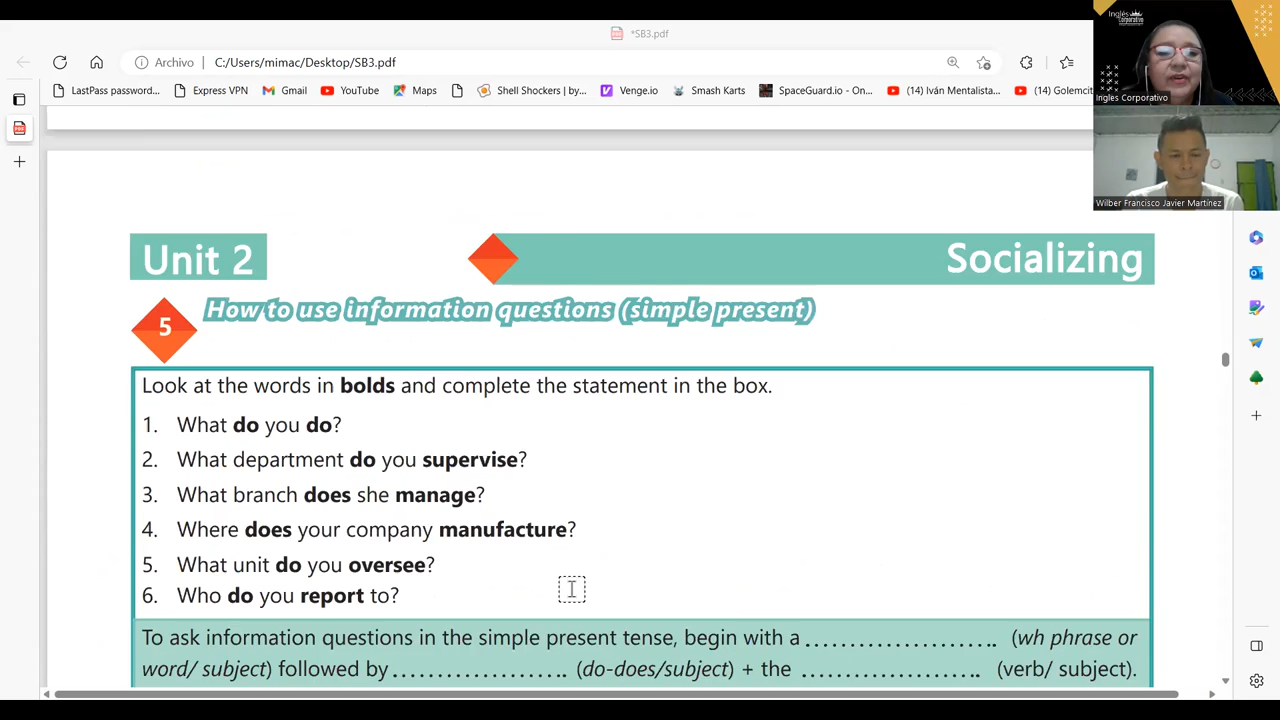 *SB3.pdf
Archivo C:/Users/mimac/Desktop/SB3.pdf
LastPass password... Express VPN Gmail YouTube Maps Shell Shockers | by... Venge.io Smash Karts SpaceGuard.io - On... (14) Iván Mentalista... (14) Golemcit
Inglés
Corporativo
Ingles Corporativo
Wilber Francisco Javier Martínez
Unit 2 Socializing
5 How to use information questions (simple present)
Look at the words in bolds and complete the statement in the box.
1. What do you do?
2. What department do you supervise?
3. What branch does she manage?
4. Where does your company manufacture?
5. What unit do you oversee?
6. Who do you report to?
To ask information questions in the simple present tense, begin with a ..................... (wh phrase or
word/ subject) followed by ................... (do-does/subject) + the .................... (verb/ subject).